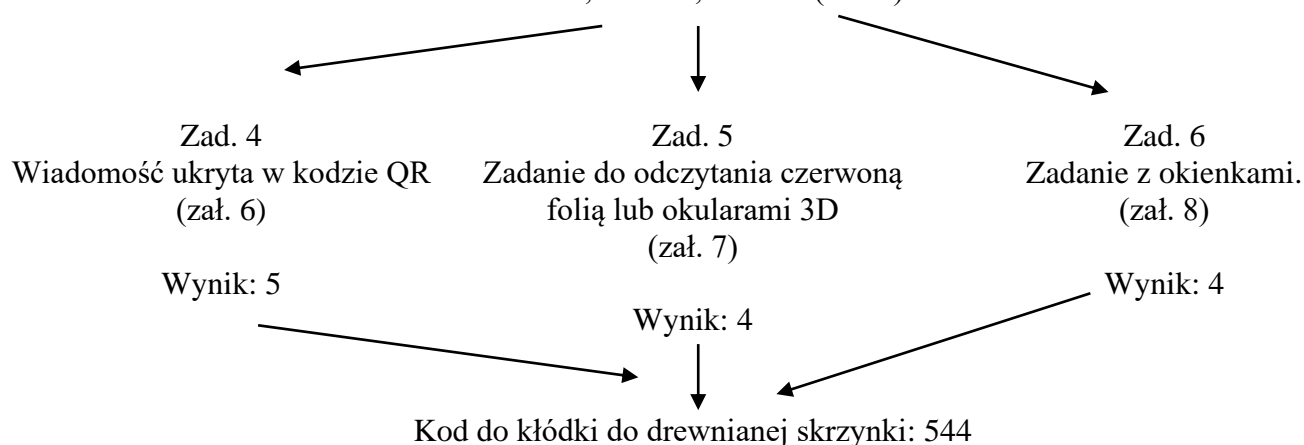 Zad. 4
Wiadomość ukryta w kodzie QR
(zał. 6)
Wynik: 5
Zad. 5
Zadanie do odczytania czerwoną
folią lub okularami 3D
(zał. 7)
Wynik: 4
Zad. 6
Zadanie z okienkami.
(zał. 8)
Wynik: 4
Kod do kłódki do drewnianej skrzynki: 544